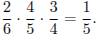 2/6 · 4/5 · 3/4 = 1/5.